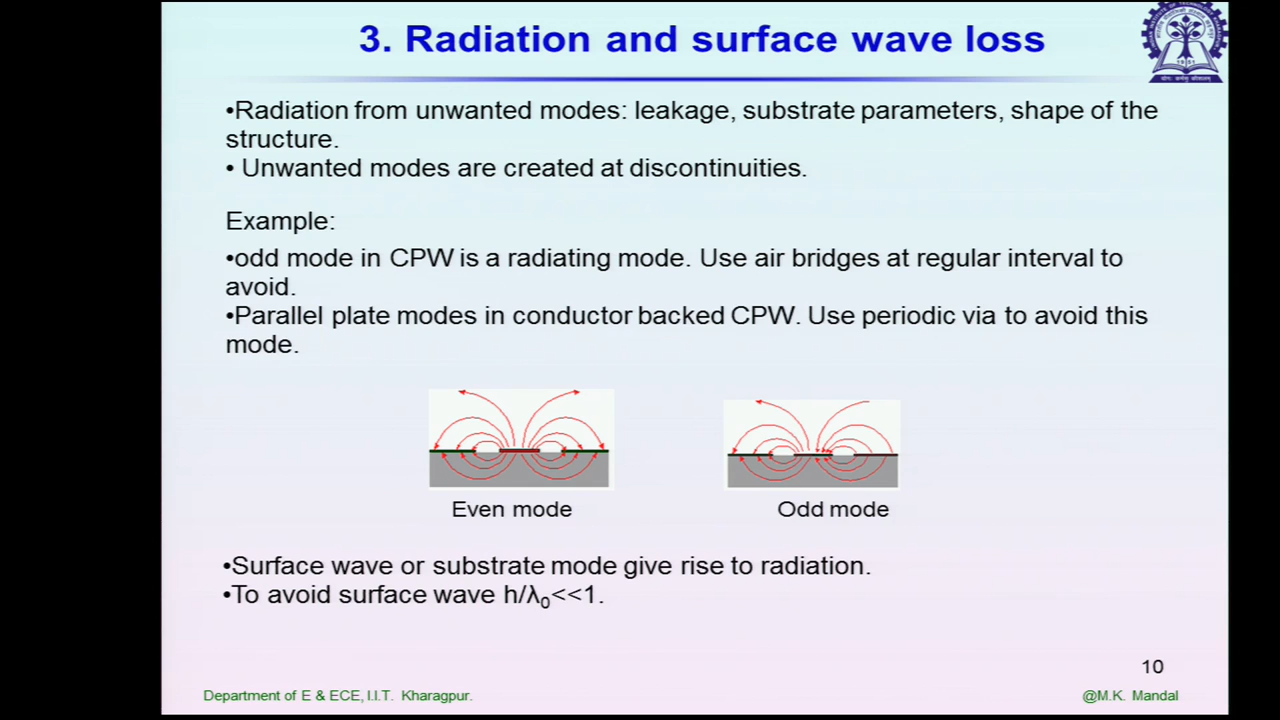 3. Radiation and surface wave loss
•Radiation from unwanted modes: leakage, substrate parameters, shape of the
structure.
• Unwanted modes are created at discontinuities.
Example:
•odd mode in CPW is a radiating mode. Use air bridges at regular interval to
avoid.
•Parallel plate modes in conductor backed CPW. Use periodic via to avoid this
mode.
Even mode
Odd mode
•Surface wave or substrate mode give rise to radiation.
•To avoid surface wave h/λ₀<<1.
10
Department of E & ECE, I.I.T. Kharagpur.
@M.K. Mandal